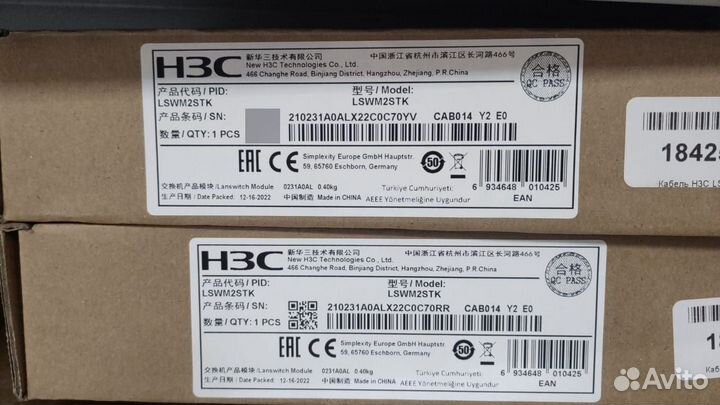 H3C
新华三技术有限公司
New H3C Technologies Co., Ltd.
中国浙江省杭州市滨江区长河路466号
466 Changhe Road, Binjiang District, Hangzhou, Zhejiang, P.R.China
合格
QC PASS
产品代码/PID:
LSWM2STK
型号/Model:
LSWM2STK
产品条码/SN:
210231A0ALX22C0C70YV CAB014 Y2 E0
数量/QTY: 1 PCS
EAC CE
Simplexity Europe GmbH Hauptstr.
59, 65760 Eschborn, Germany
50
交换机产品模块/Lanswitch Module 0231A0AL 0.40kg
生产日期/Date Packed: 12-16-2022 中国制造 Made in CHINA
Türkiye Cumhuriyeti:
AEEE Yönetmeliğine Uygundur
6 934648 010425
EAN
18425
Кабель H3C LS
H3C
新华三技术有限公司
New H3C Technologies Co., Ltd.
中国浙江省杭州市滨江区长河路466号
466 Changhe Road, Binjiang District, Hangzhou, Zhejiang, P.R.China
合格
QC PASS
产品代码/PID:
LSWM2STK
型号/Model:
LSWM2STK
产品条码/SN:
210231A0ALX22C0C70RR CAB014 Y2 E0
数量/QTY: 1 PCS
EAC CE
Simplexity Europe GmbH Hauptstr.
59, 65760 Eschborn, Germany
50
交换机产品模块/Lanswitch Module 0231A0AL 0.40kg
生产日期/Date Packed: 12-16-2022 中国制造 Made in CHINA
Türkiye Cumhuriyeti:
AEEE Yönetmeliğine Uygundur
6 934648 010425
EAN
18
Каб
Avito